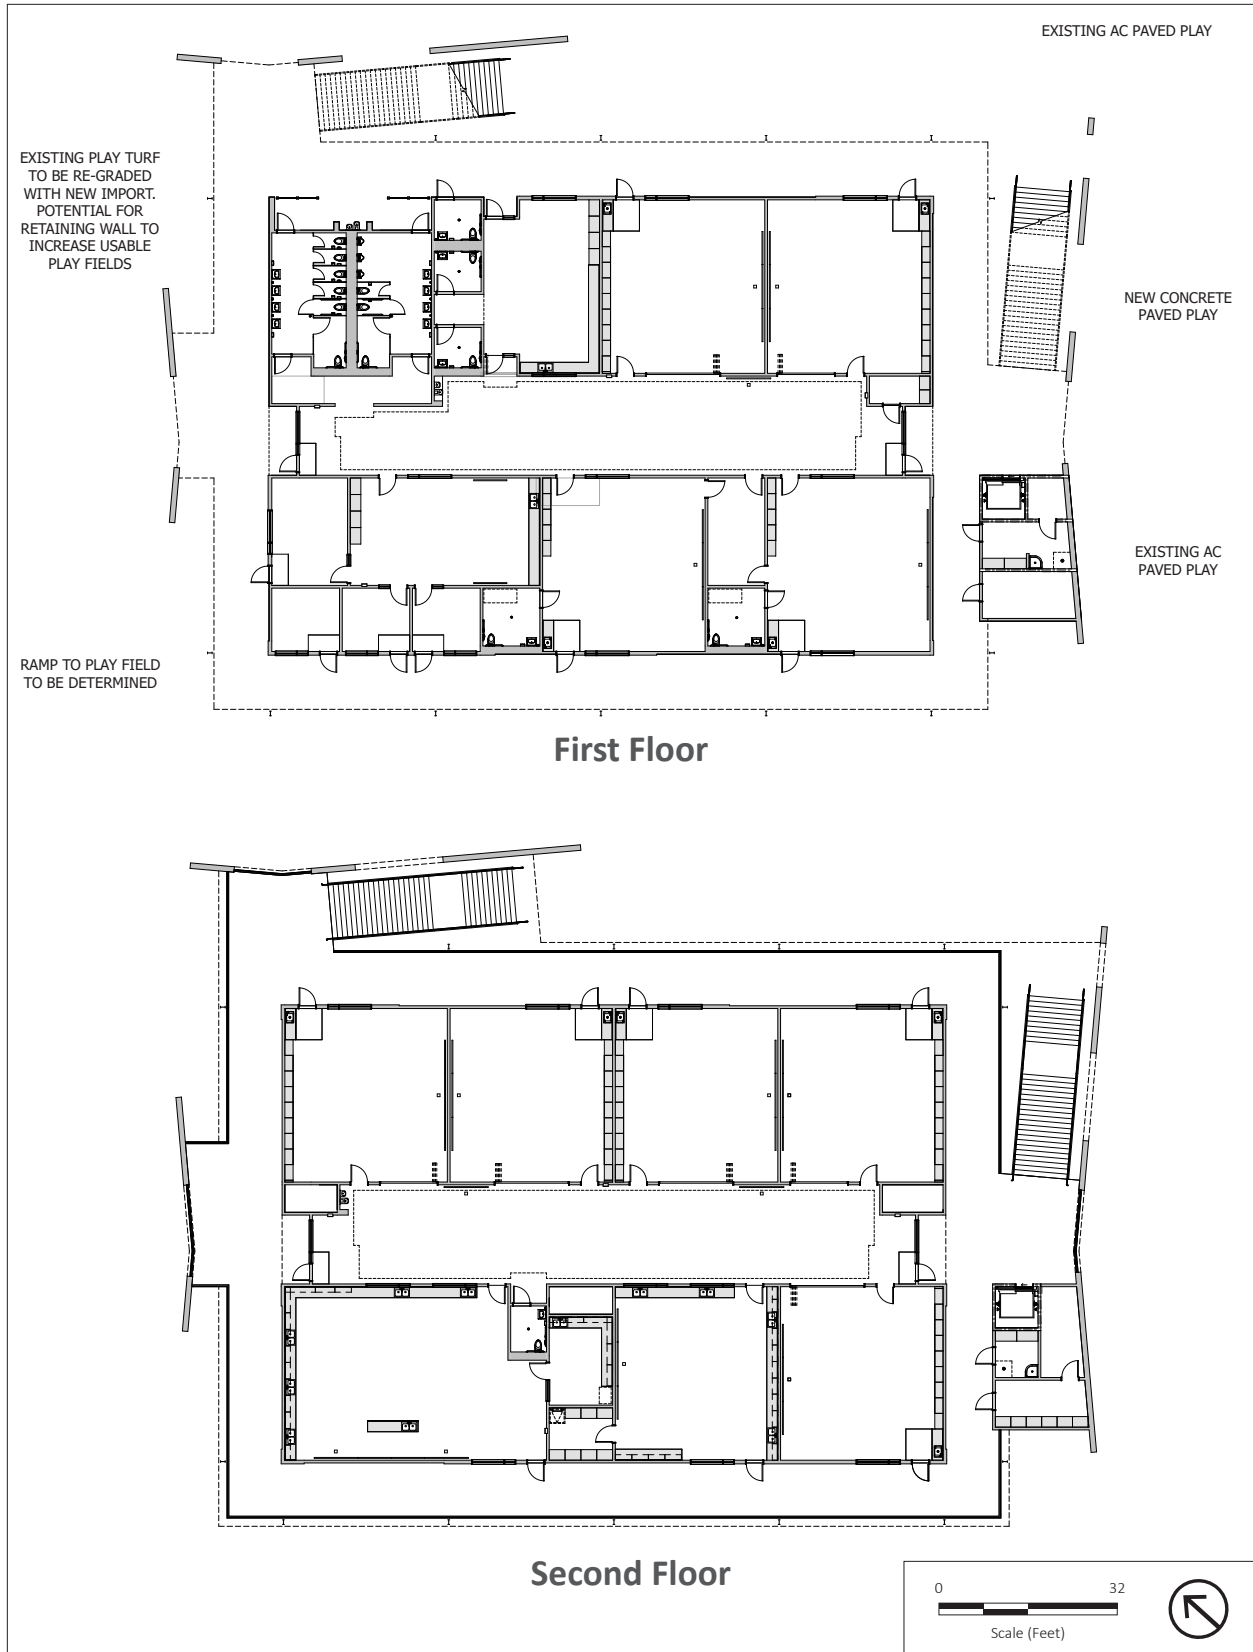 EXISTING AC PAVED PLAY
EXISTING PLAY TURF
TO BE RE-GRADED
WITH NEW IMPORT.
POTENTIAL FOR
RETAINING WALL TO
INCREASE USABLE
PLAY FIELDS
NEW CONCRETE
PAVED PLAY
EXISTING AC
PAVED PLAY
RAMP TO PLAY FIELD
TO BE DETERMINED
First Floor
Second Floor
0 32
Scale (Feet)